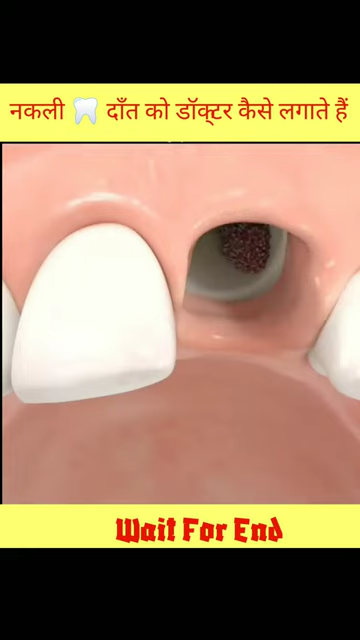 नकली 🦷 दाँत को डॉक्टर कैसे लगाते हैं
Wait For End